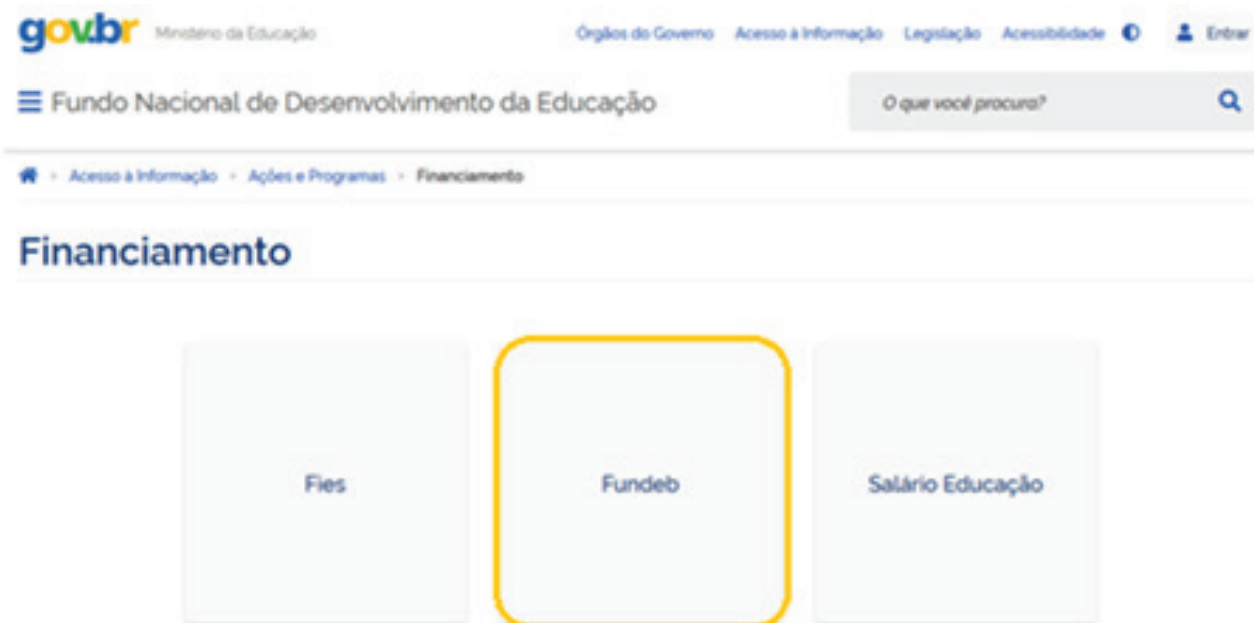 gov.br Ministério da Educação Órgãos do Governo Acesso à Informação Legislação Acessibilidade Entrar
Fundo Nacional de Desenvolvimento da Educação O que você procura?
Acesso à Informação > Ações e Programas > Financiamento
Financiamento
Fies Fundeb Salário Educação